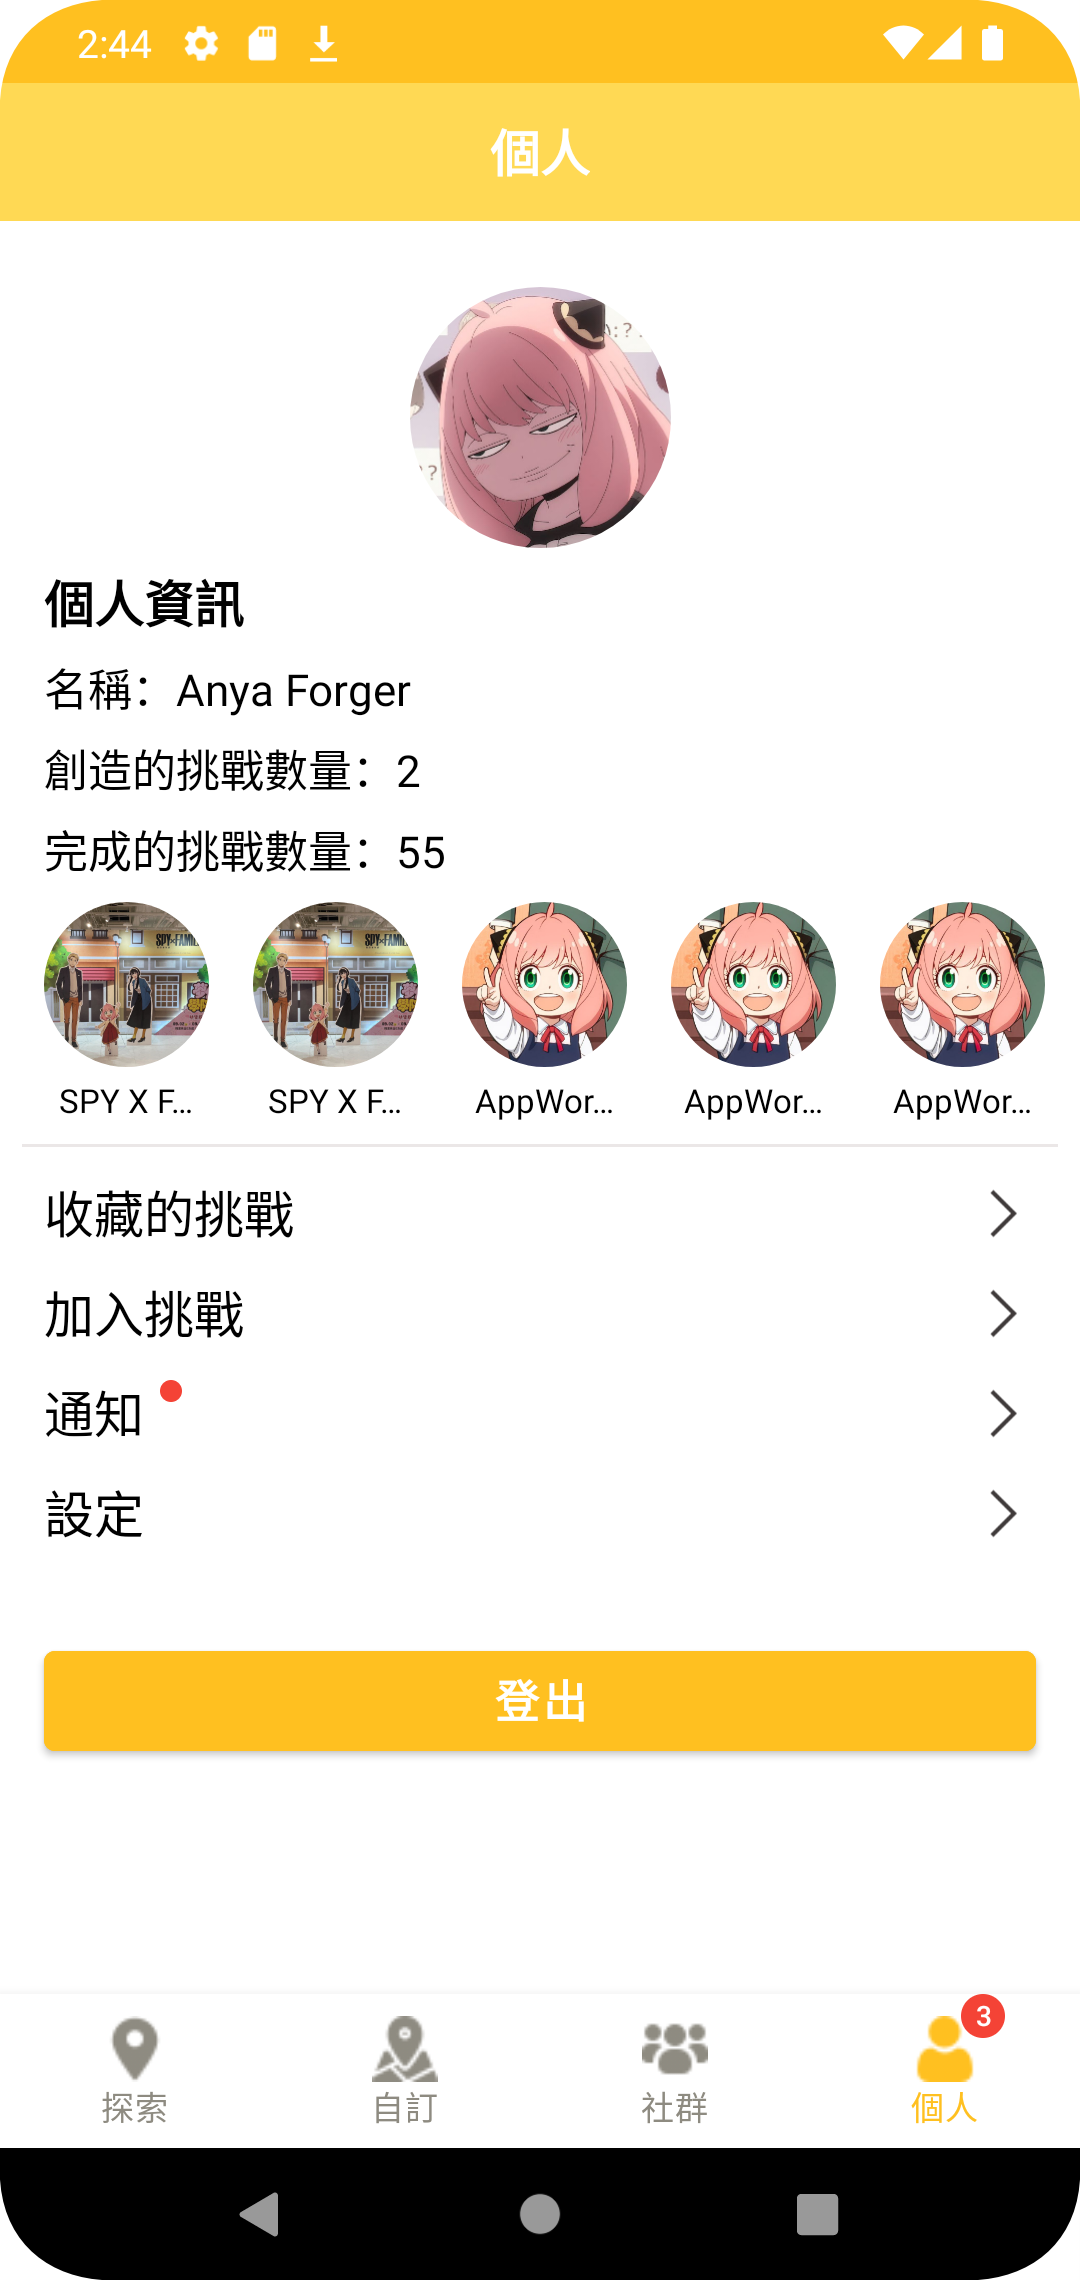 2:44
個人
個人資訊
名稱：Anya Forger
創造的挑戰數量：2
完成的挑戰數量：55
SPY X F...
SPY X F...
AppWor...
AppWor...
AppWor...
收藏的挑戰
加入挑戰
通知
設定
登出
3
探索
自訂
社群
個人